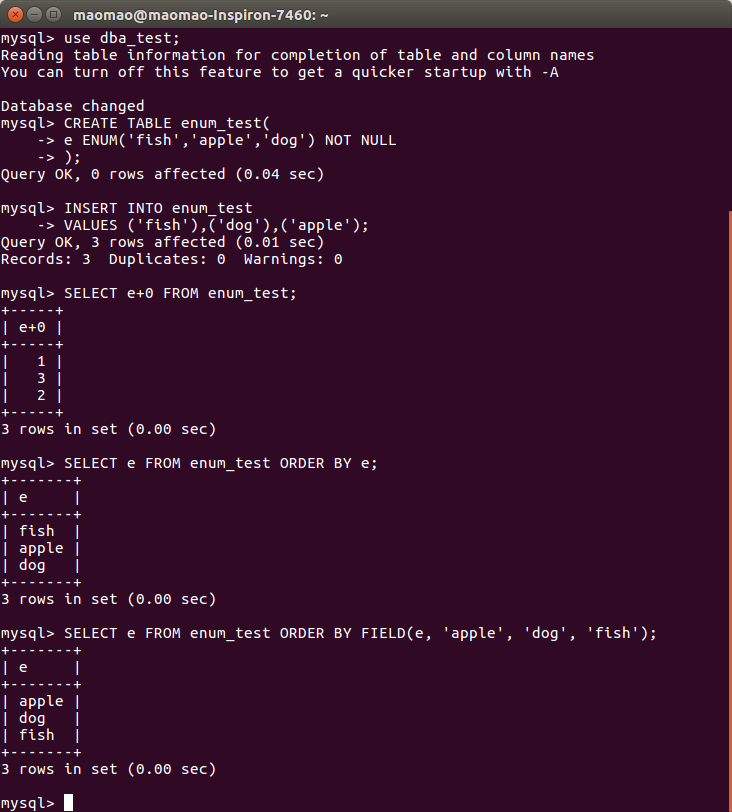 maomao@maomao-Inspiron-7460: ~
mysql> use dba_test;
Reading table information for completion of table and column names
You can turn off this feature to get a quicker startup with -A

Database changed
mysql> CREATE TABLE enum_test(
    -> e ENUM('fish','apple','dog') NOT NULL
    -> );
Query OK, 0 rows affected (0.04 sec)

mysql> INSERT INTO enum_test
    -> VALUES ('fish'),('dog'),('apple');
Query OK, 3 rows affected (0.01 sec)
Records: 3  Duplicates: 0  Warnings: 0

mysql> SELECT e+0 FROM enum_test;
+-----+
| e+0 |
+-----+
|   1 |
|   3 |
|   2 |
+-----+
3 rows in set (0.00 sec)

mysql> SELECT e FROM enum_test ORDER BY e;
+-------+
| e     |
+-------+
| fish  |
| apple |
| dog   |
+-------+
3 rows in set (0.00 sec)

mysql> SELECT e FROM enum_test ORDER BY FIELD(e, 'apple', 'dog', 'fish');
+-------+
| e     |
+-------+
| apple |
| dog   |
| fish  |
+-------+
3 rows in set (0.00 sec)

mysql>